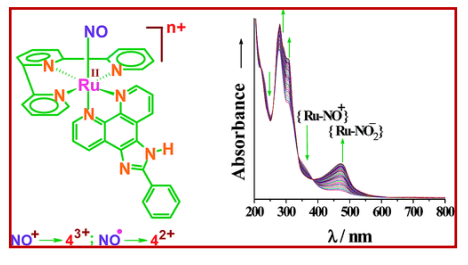 NO
n+
II
Ru
N
N
N
N
N
N
N-H
N
NO⁺ → 4³⁺; NO• → 4²⁺
Absorbance
{Ru-NO⁺}
{Ru-NO₂⁻}
200 300 400 500 600 700 800
λ / nm